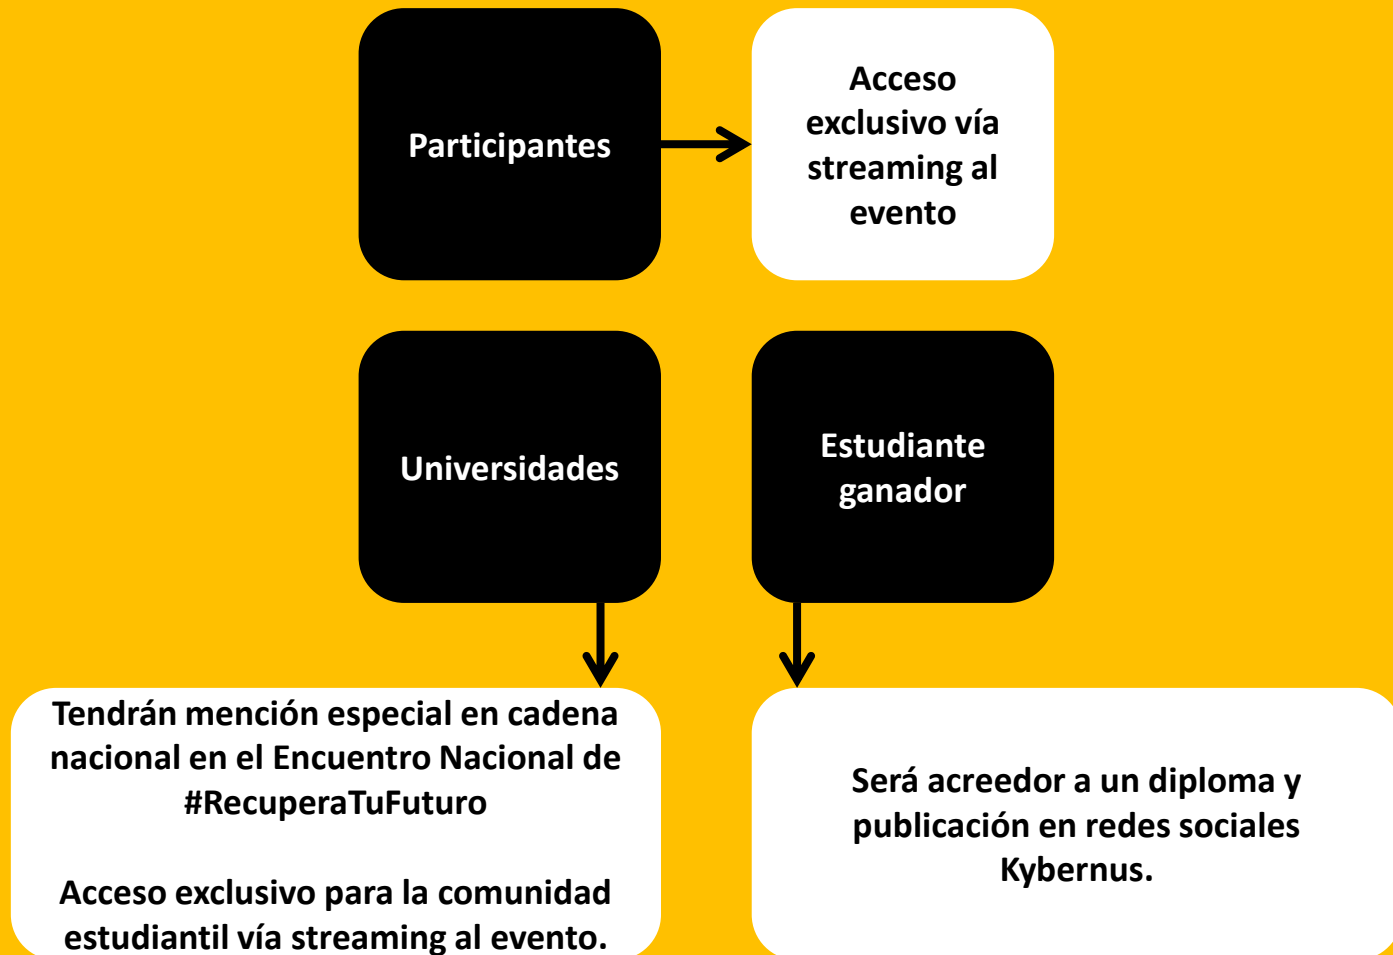 Participantes
Acceso
exclusivo vía
streaming al
evento
Universidades
Estudiante
ganador
Tendrán mención especial en cadena
nacional en el Encuentro Nacional de
#RecuperaTuFuturo
Acceso exclusivo para la comunidad
estudiantil vía streaming al evento.
Será acreedor a un diploma y
publicación en redes sociales
Kybernus.